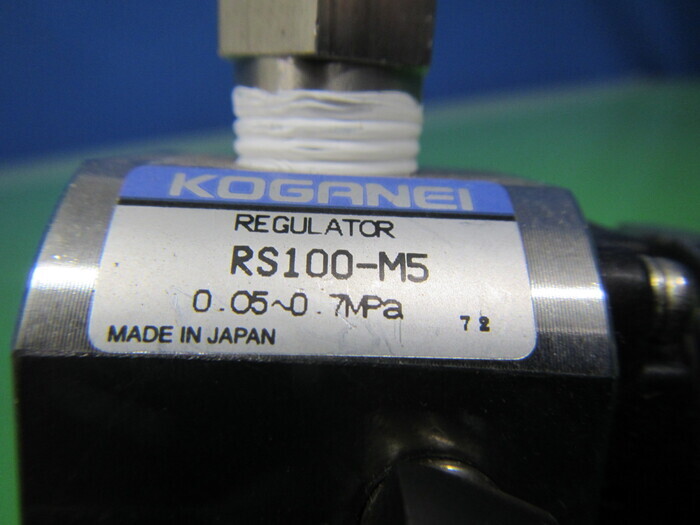 KOGANEI
REGULATOR
RS100-M5
0.05~0.7MPa
72
MADE IN JAPAN